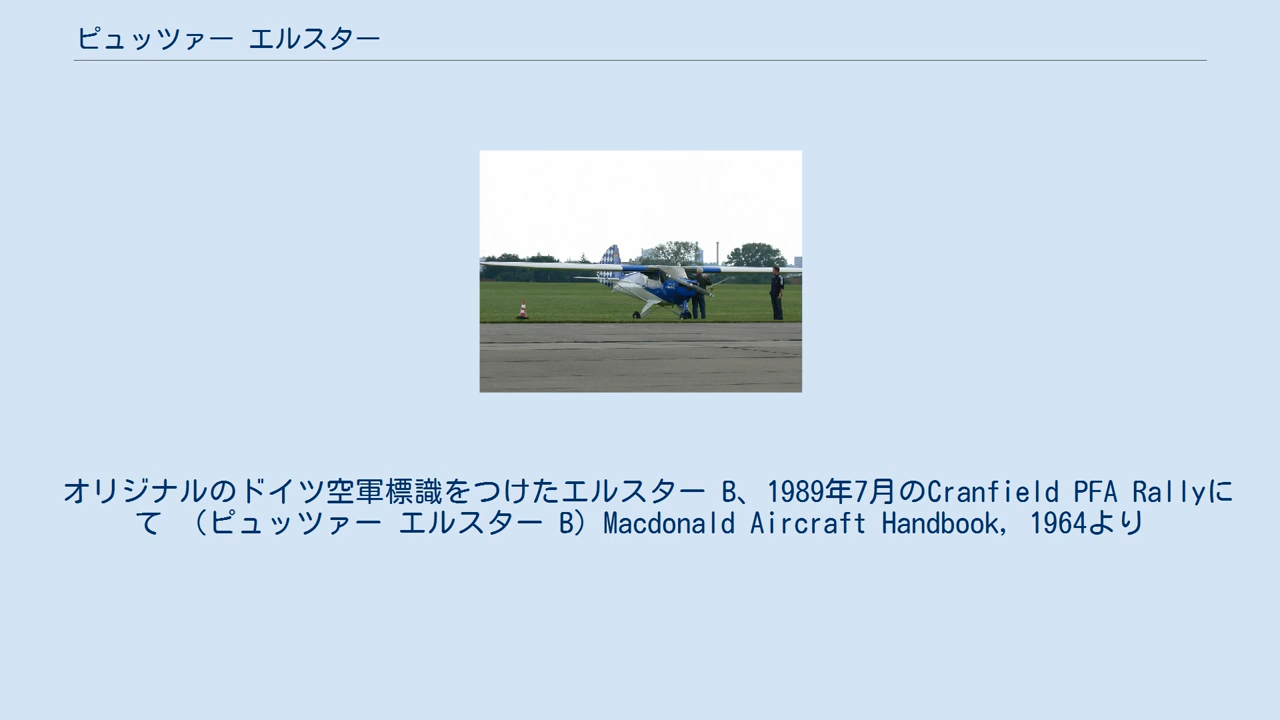 ピュッツァー エルスター
オリジナルのドイツ空軍標識をつけたエルスター B、1989年7月のCranfield PFA Rallyに
て （ピュッツァー エルスター B）Macdonald Aircraft Handbook, 1964より